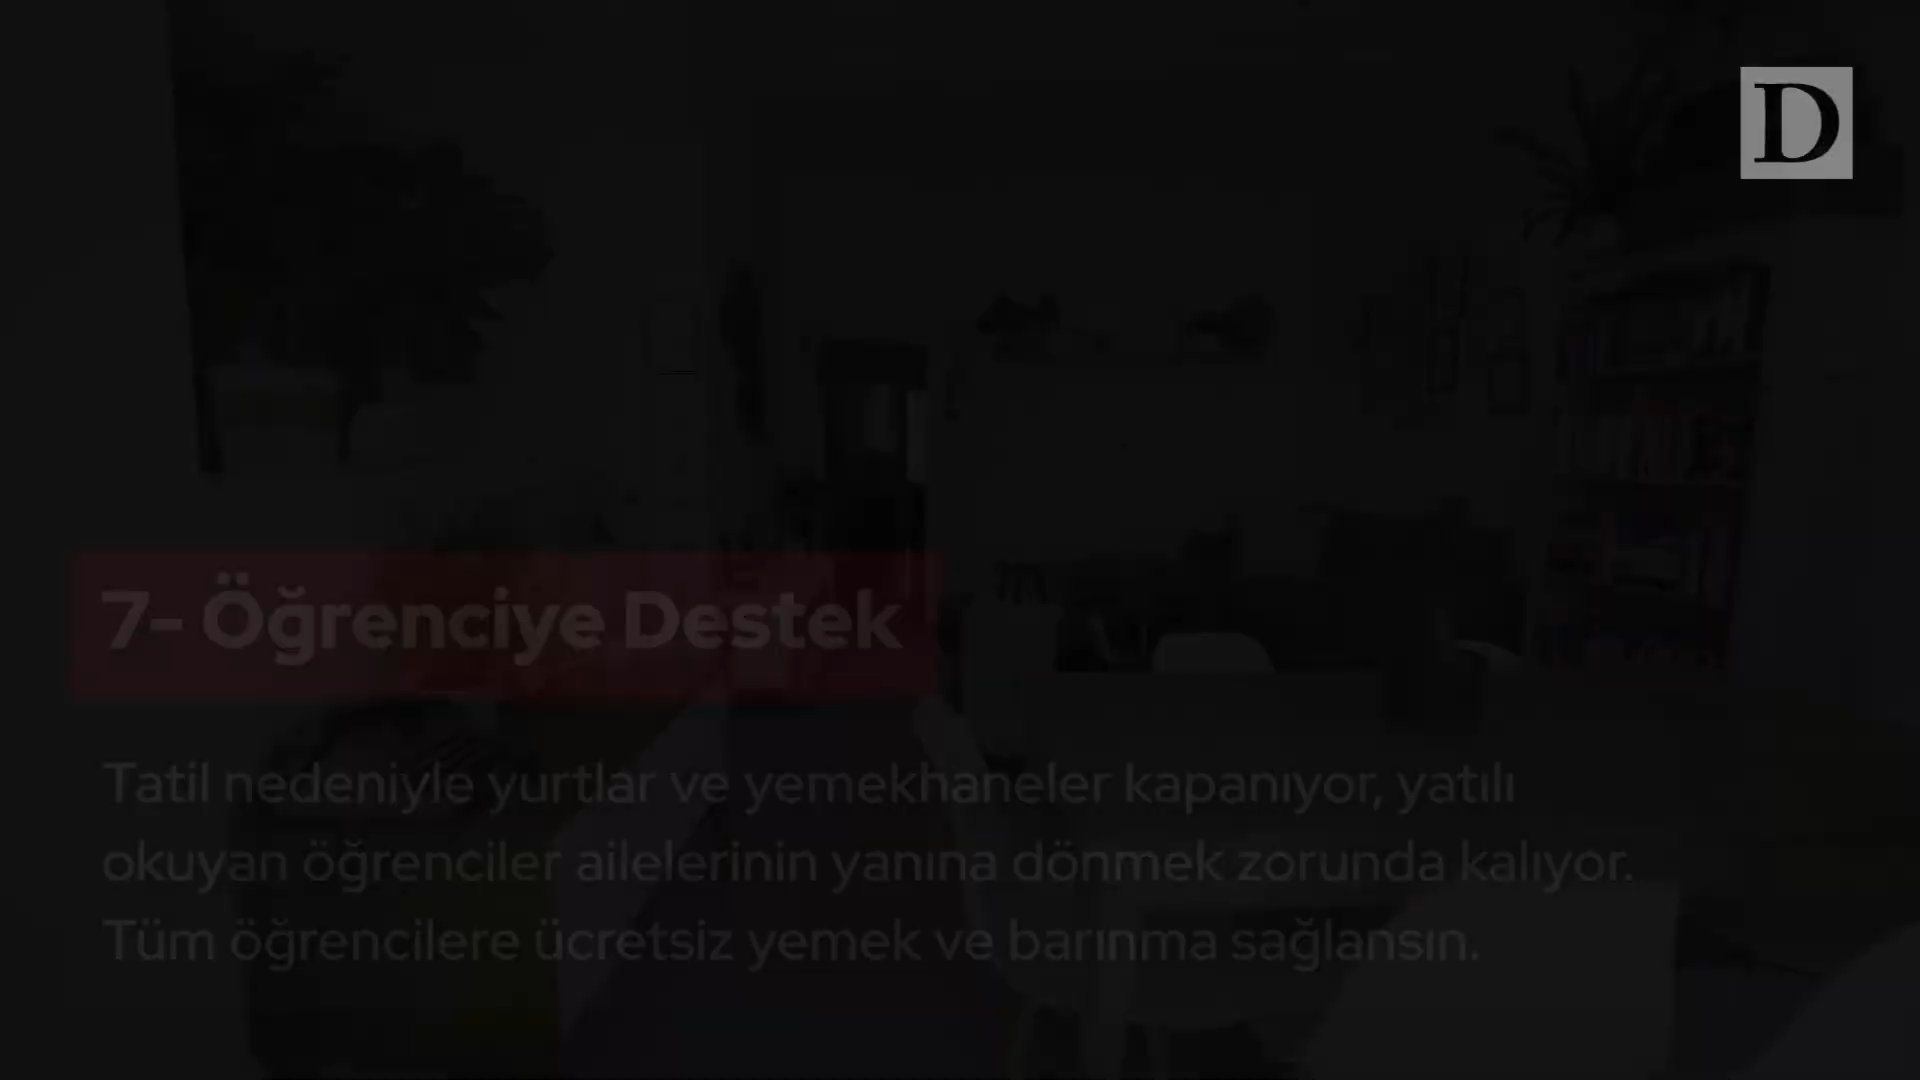 D
7- Öğrenciye Destek
Tatil nedeniyle yurtlar ve yemekhaneler kapanıyor, yatılı
okuyan öğrenciler ailelerinin yanına dönmek zorunda kalıyor.
Tüm öğrencilere ücretsiz yemek ve barınma sağlansın.